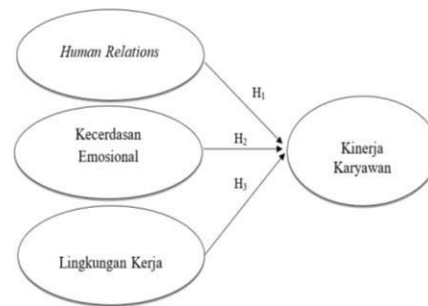 Human Relations
H₁
Kecerdasan
Emosional
H₂
Kinerja
Karyawan
H₃
Lingkungan Kerja